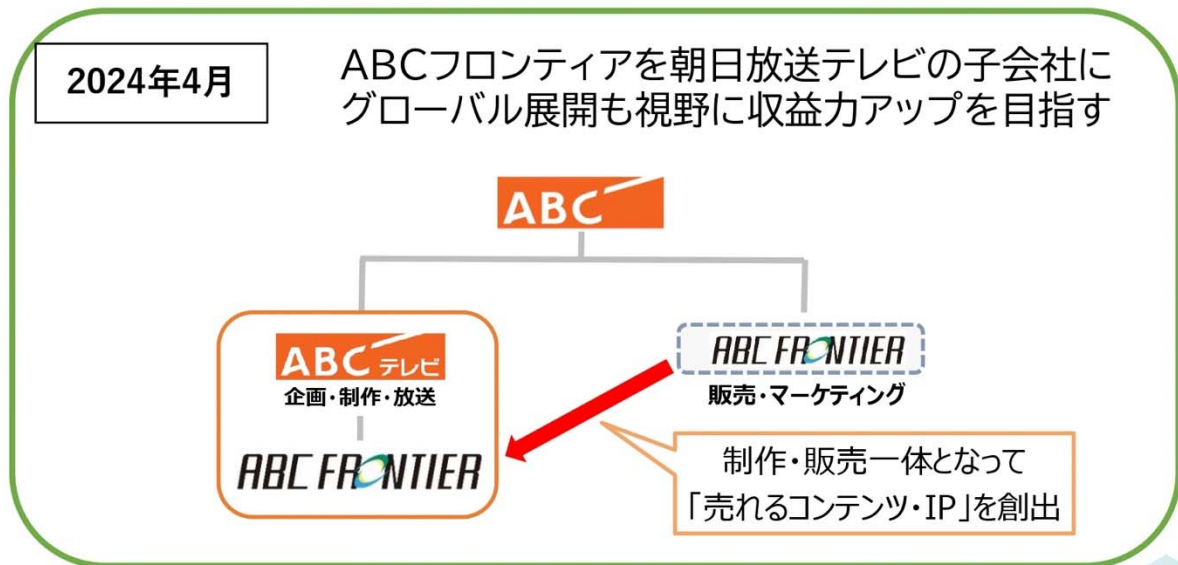 2024年4月
ABCフロンティアを朝日放送テレビの子会社に
グローバル展開も視野に収益力アップを目指す
ABC
ABCテレビ
企画・制作・放送
ABC FRONTIER
ABC FRONTIER
販売・マーケティング
制作・販売一体となって
「売れるコンテンツ・IP」を創出